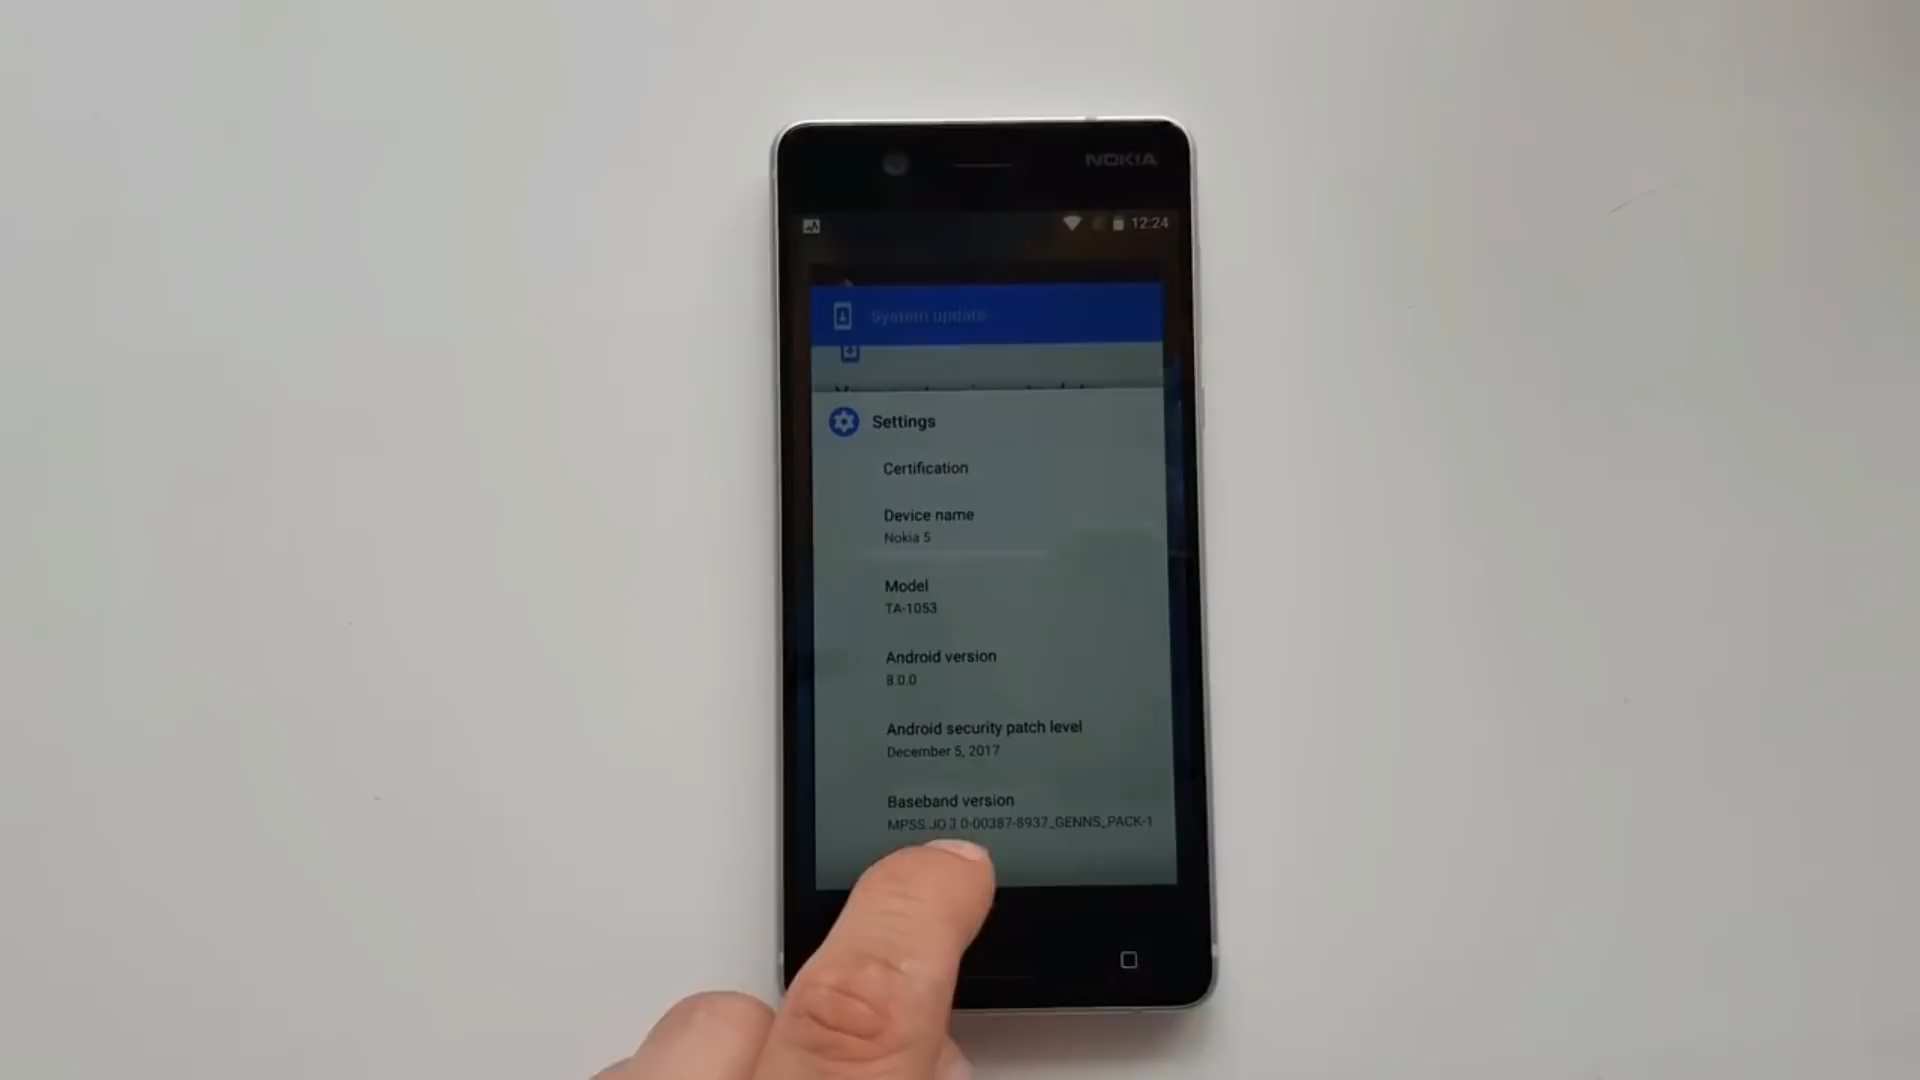 NOKIA
12:24
System update
Settings
Certification
Device name
Nokia 5
Model
TA-1053
Android version
8.0.0
Android security patch level
December 5, 2017
Baseband version
MPSS.JO.3.0-00387-8937_GENNS_PACK-1